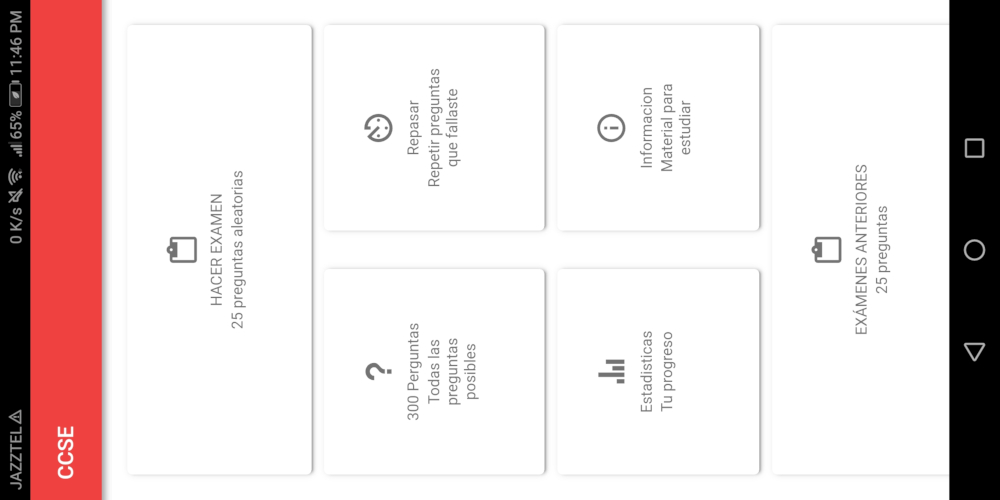 JAZZTEL 0 K/s 65% 11:46 PM
CCSE
HACER EXAMEN
25 preguntas aleatorias
300 Perguntas
Todas las
preguntas
posibles
Repasar
Repetir preguntas
que fallaste
Estadisticas
Tu progreso
Informacion
Material para
estudiar
EXÁMENES ANTERIORES
25 preguntas